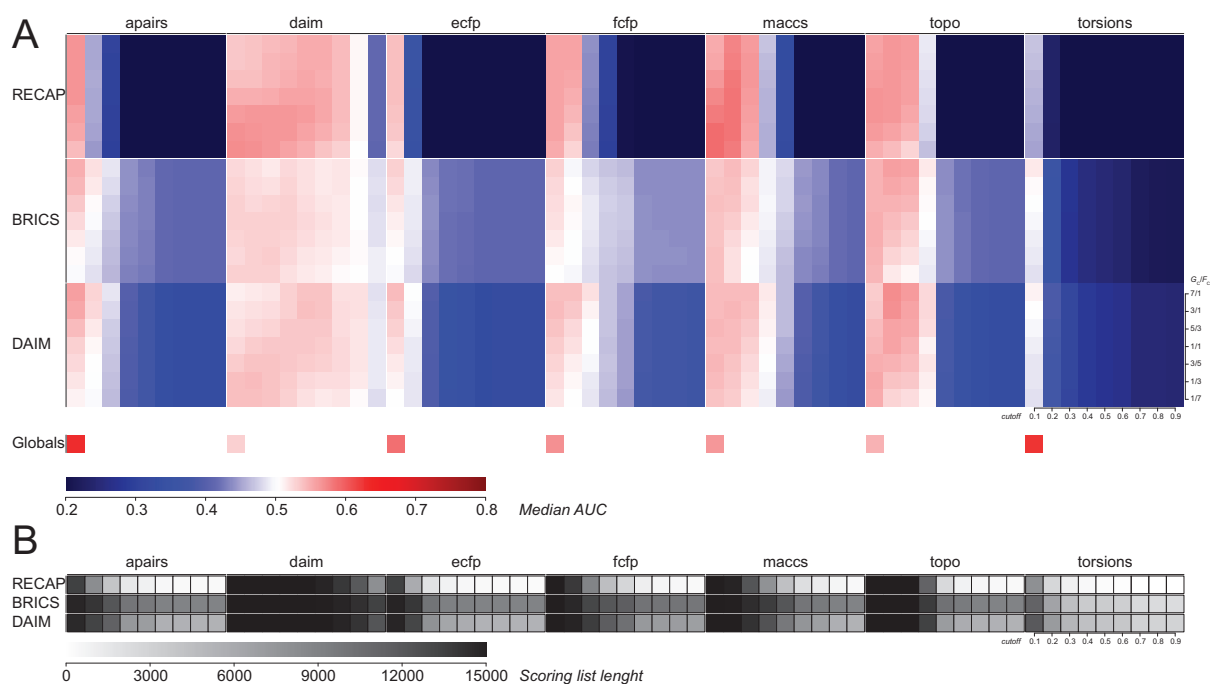 A
apairs daim ecfp fcfp maccs topo torsions
RECAP
BRICS
DAIM
Gc/Fc
7/1
3/1
5/3
1/1
3/5
1/3
1/7
cutoff 0.1 0.2 0.3 0.4 0.5 0.6 0.7 0.8 0.9
Globals
0.2 0.3 0.4 0.5 0.6 0.7 0.8 Median AUC
B
apairs daim ecfp fcfp maccs topo torsions
RECAP
BRICS
DAIM
cutoff 0.1 0.2 0.3 0.4 0.5 0.6 0.7 0.8 0.9
0 3000 6000 9000 12000 15000 Scoring list lenght